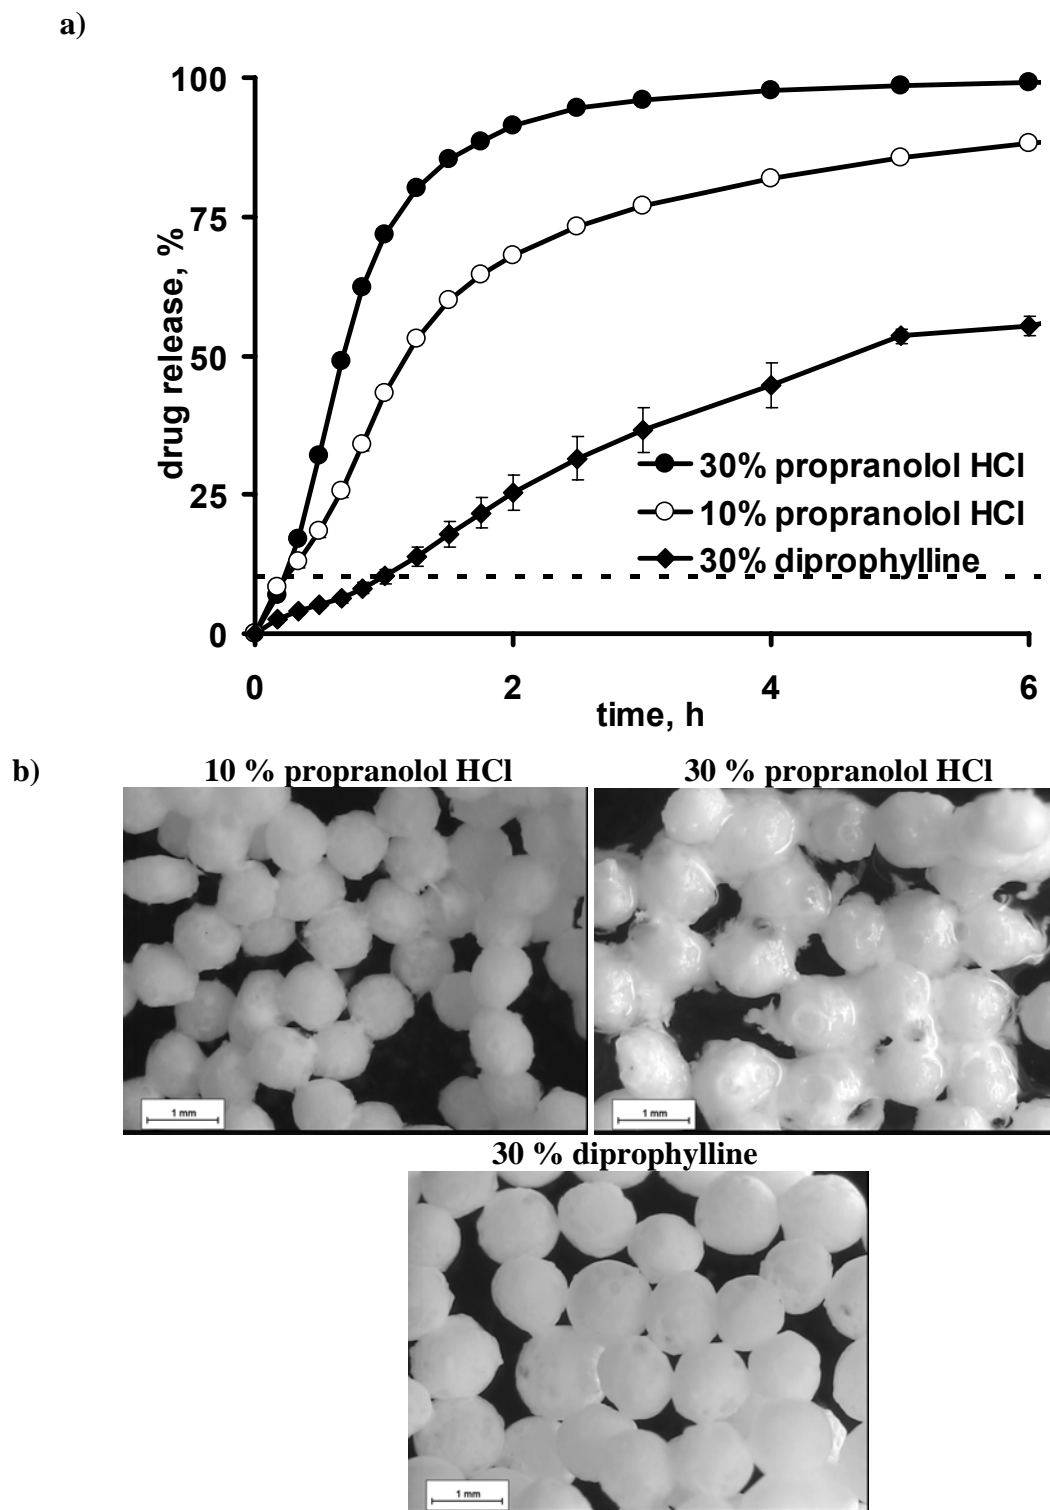 a)
100
75
50
25
0
drug release, %
30% propranolol HCl
10% propranolol HCl
30% diprophylline
0 2 4 6
time, h
b)
10 % propranolol HCl 30 % propranolol HCl
1 mm 1 mm
30 % diprophylline
1 mm